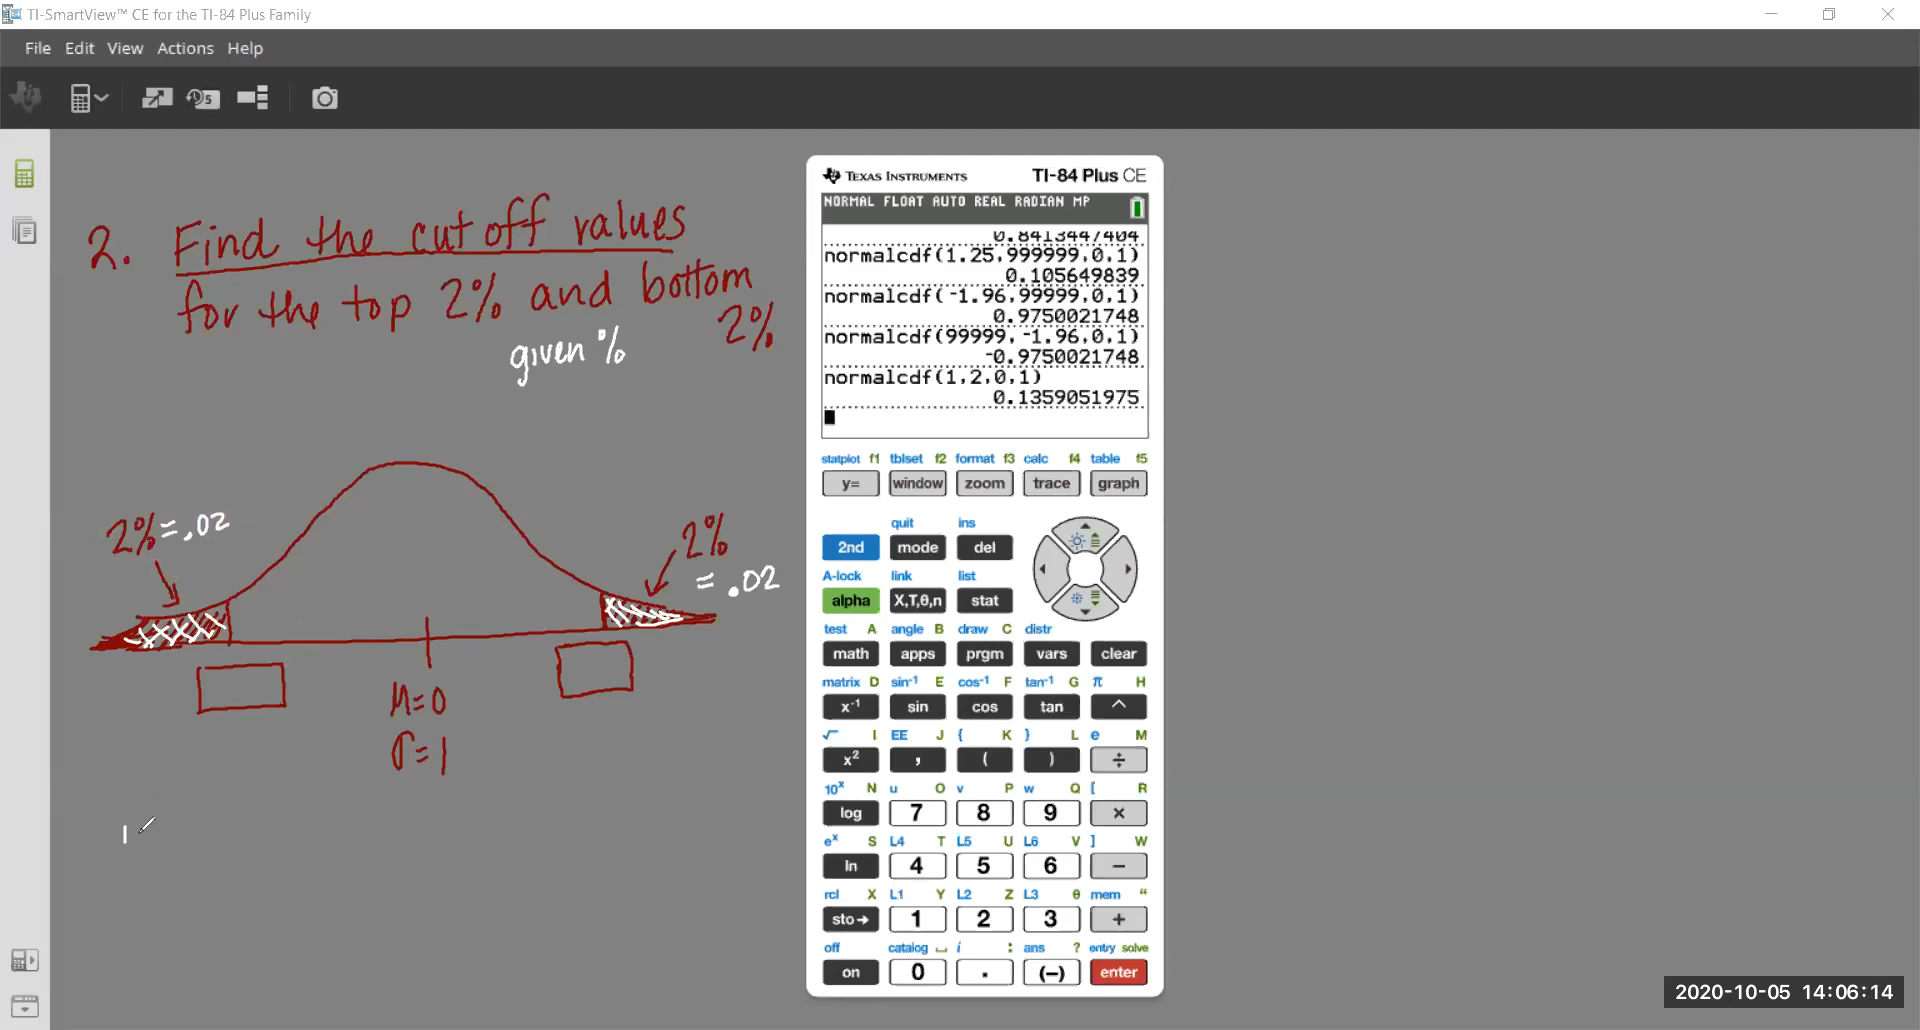 TI-SmartView™ CE for the TI-84 Plus Family
File Edit View Actions Help
2. Find the cut off values
for the top 2% and bottom
2%
given %
2% = .02
2%
= .02
μ=0
σ=1
TEXAS INSTRUMENTS TI-84 Plus CE
NORMAL FLOAT AUTO REAL RADIAN MP
0.8413447404
normalcdf(1.25,999999,0,1)
0.105649839
normalcdf(-1.96,99999,0,1)
0.9750021748
normalcdf(99999,-1.96,0,1)
-0.9750021748
normalcdf(1,2,0,1)
0.1359051975
statplot f1 tblset f2 format f3 calc f4 table f5
y= window zoom trace graph
quit ins
2nd mode del
A-lock link list
alpha X,T,θ,n stat
test A angle B draw C distr
math apps prgm vars clear
matrix D sin⁻¹ E cos⁻¹ F tan⁻¹ G π H
x⁻¹ sin cos tan ^
√ I EE J { K } L e M
x² , ( ) ÷
10ˣ N u O v P w Q [ R
log 7 8 9 ×
eˣ S L4 T L5 U L6 V ] W
ln 4 5 6 −
rcl X L1 Y L2 Z L3 θ mem "
sto→ 1 2 3 +
off catalog ⎵ i : ans ? entry solve
on 0 . (−) enter
2020-10-05 14:06:14